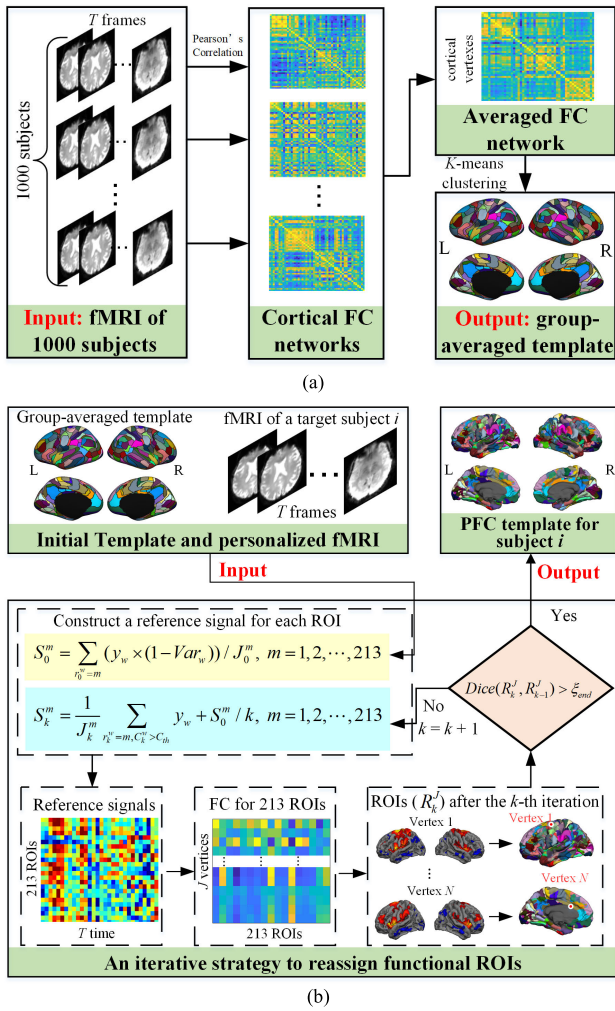 T frames
1000 subjects
Input: fMRI of
1000 subjects
Pearson's
Correlation
Cortical FC
networks
cortical
vertexes
Averaged FC
network
K-means
clustering
L
R
Output: group-
averaged template
(a)
Group-averaged template
L
R
fMRI of a target subject i
T frames
Initial Template and personalized fMRI
L
R
PFC template for
subject i
Input
Output
Construct a reference signal for each ROI
S_0^m = ∑_{r_0^w=m} (y_w × (1 − Var_w)) / J_0^m, m = 1, 2, ⋯, 213
S_k^m = \frac{1}{J_k^m} ∑_{r_k^w=m, C_k^w>C_{th}} y_w + S_0^m / k, m = 1, 2, ⋯, 213
Yes
Dice(R_k^J, R_{k-1}^J) > ξ_{end}
No
k = k + 1
Reference signals
213 ROIs
T time
FC for 213 ROIs
J vertices
213 ROIs
ROIs (R_k^J) after the k-th iteration
Vertex 1
Vertex 1
Vertex N
Vertex N
An iterative strategy to reassign functional ROIs
(b)